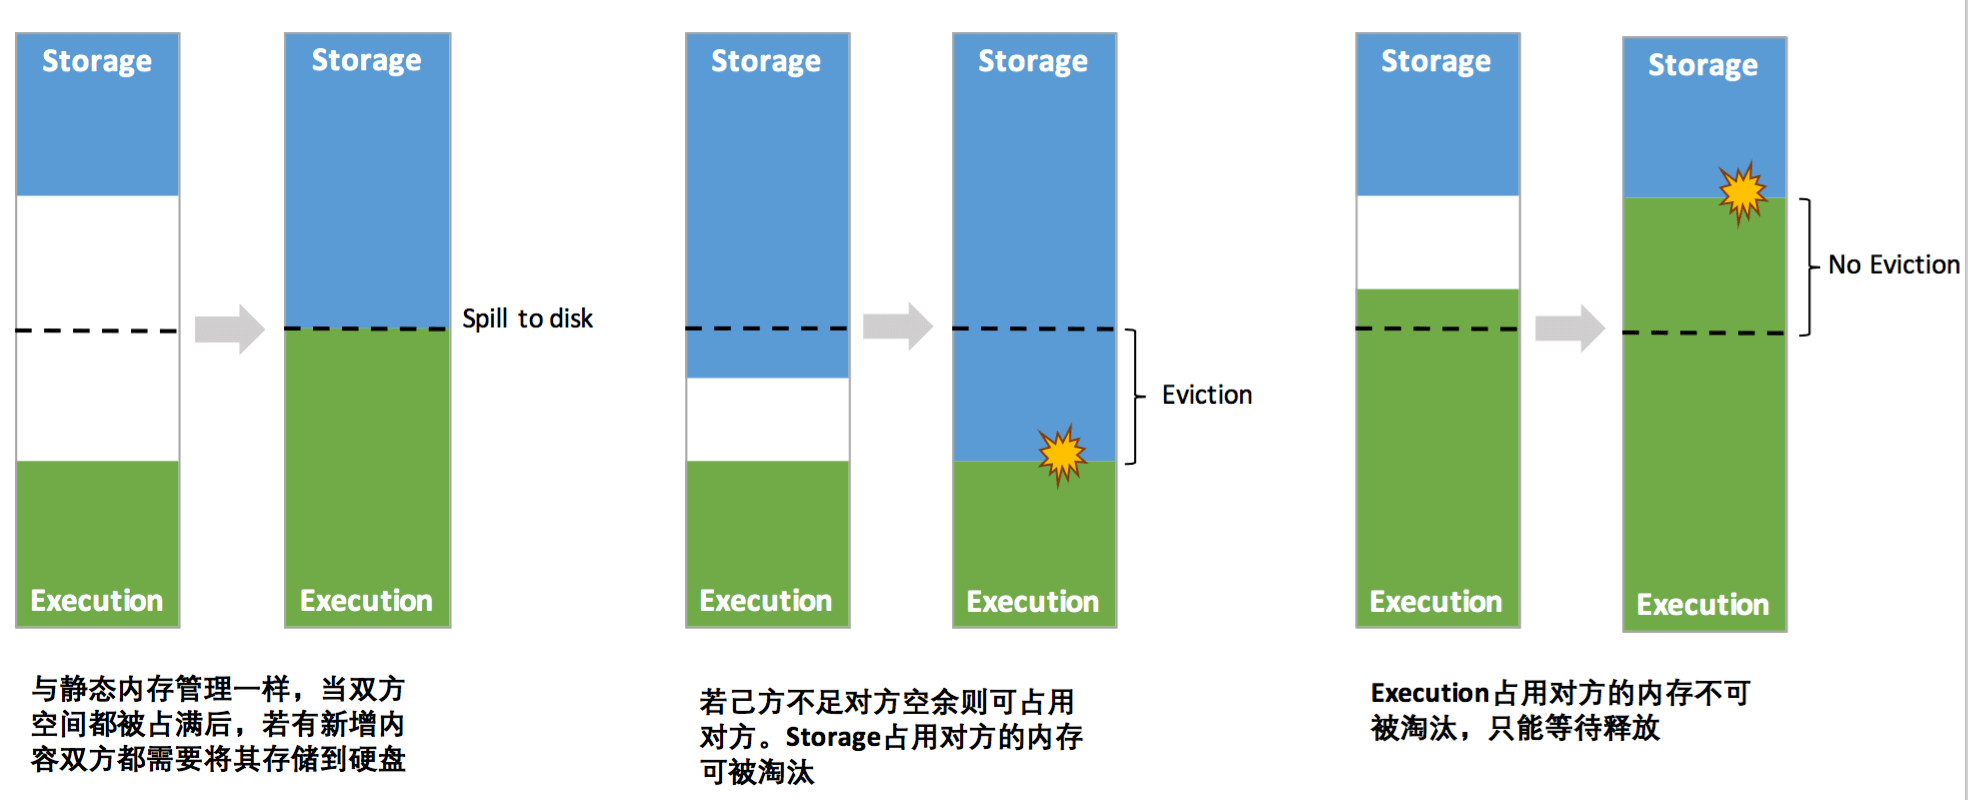 Storage
Storage
Spill to disk
Execution
Execution
与静态内存管理一样，当双方
空间都被占满后，若有新增内
容双方都需要将其存储到硬盘
Storage
Storage
Eviction
Execution
Execution
若己方不足对方空余则可占用
对方。Storage占用对方的内存
可被淘汰
Storage
Storage
No Eviction
Execution
Execution
Execution占用对方的内存不可
被淘汰，只能等待释放